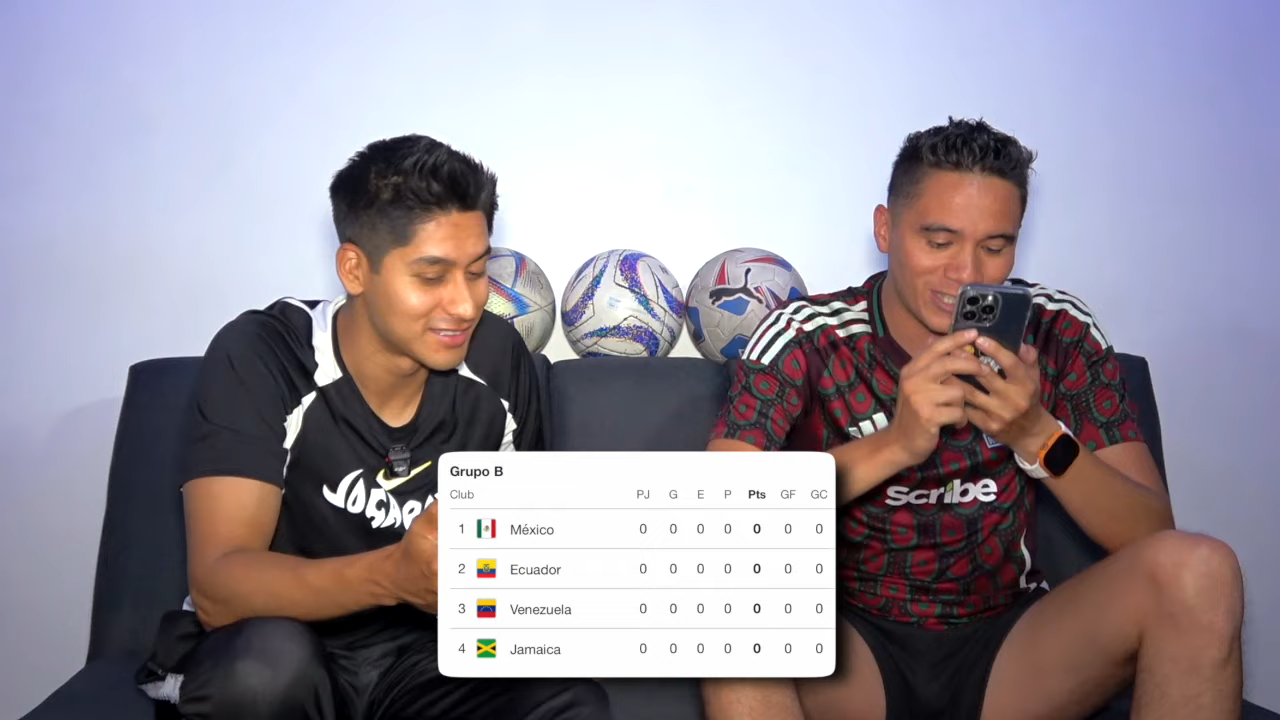 Grupo B
Club PJ G E P Pts GF GC
1 México 0 0 0 0 0 0 0
2 Ecuador 0 0 0 0 0 0 0
3 Venezuela 0 0 0 0 0 0 0
4 Jamaica 0 0 0 0 0 0 0
Scribe